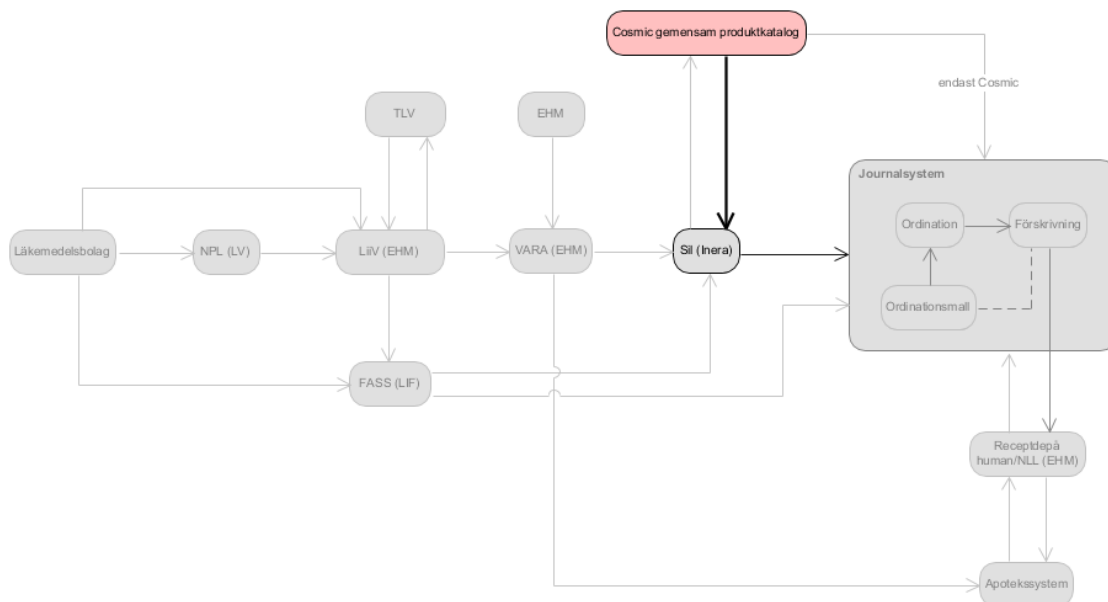 Cosmic gemensam produktkatalog
endast Cosmic
TLV
EHM
Journalsystem
Ordination
Förskrivning
Läkemedelsbolag
NPL (LV)
LiiV (EHM)
VARA (EHM)
Sil (Inera)
Ordinationsmall
FASS (LIF)
Receptdepå
human/NLL (EHM)
Apotekssystem